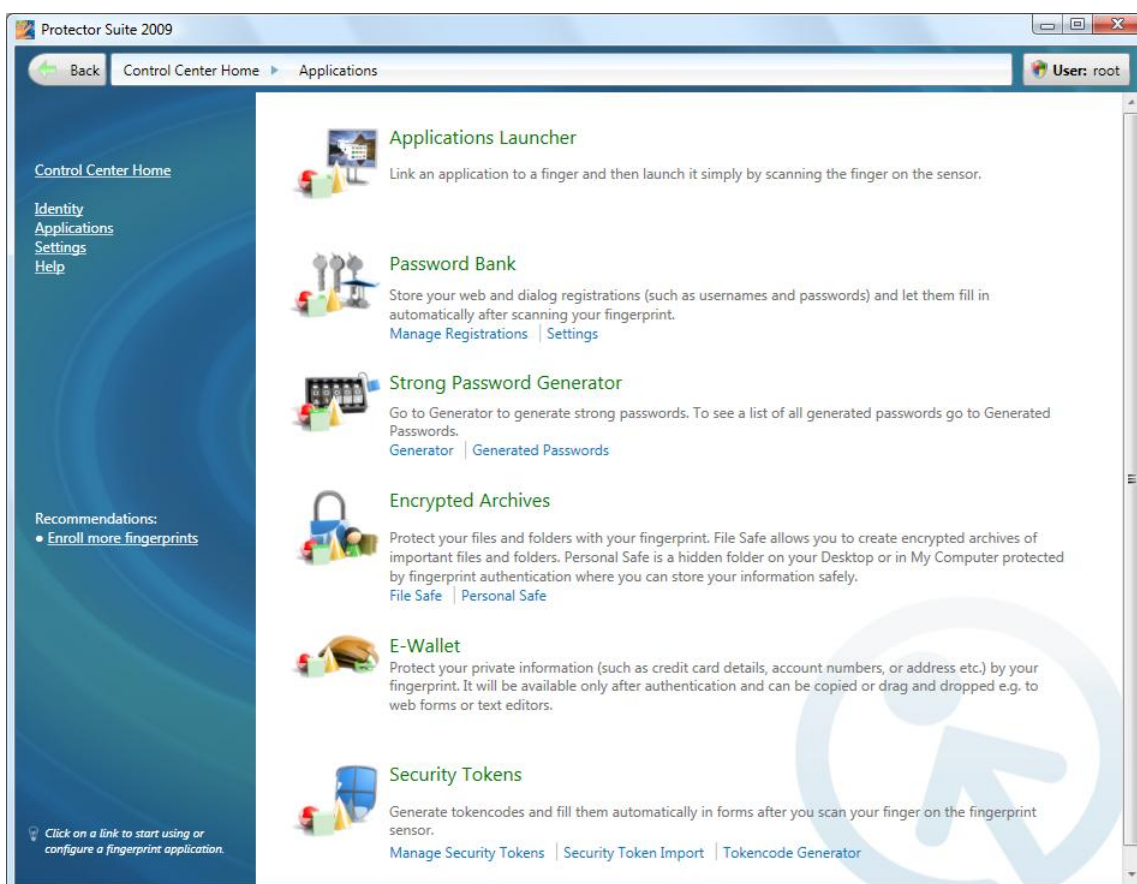 Protector Suite 2009
Back
Control Center Home
Applications
User: root
Control Center Home
Identity
Applications
Settings
Help
Recommendations:
• Enroll more fingerprints
Click on a link to start using or
configure a fingerprint application.
Applications Launcher
Link an application to a finger and then launch it simply by scanning the finger on the sensor.
Password Bank
Store your web and dialog registrations (such as usernames and passwords) and let them fill in
automatically after scanning your fingerprint.
Manage Registrations | Settings
Strong Password Generator
Go to Generator to generate strong passwords. To see a list of all generated passwords go to Generated
Passwords.
Generator | Generated Passwords
Encrypted Archives
Protect your files and folders with your fingerprint. File Safe allows you to create encrypted archives of
important files and folders. Personal Safe is a hidden folder on your Desktop or in My Computer protected
by fingerprint authentication where you can store your information safely.
File Safe | Personal Safe
E-Wallet
Protect your private information (such as credit card details, account numbers, or address etc.) by your
fingerprint. It will be available only after authentication and can be copied or drag and dropped e.g. to
web forms or text editors.
Security Tokens
Generate tokencodes and fill them automatically in forms after you scan your finger on the fingerprint
sensor.
Manage Security Tokens | Security Token Import | Tokencode Generator